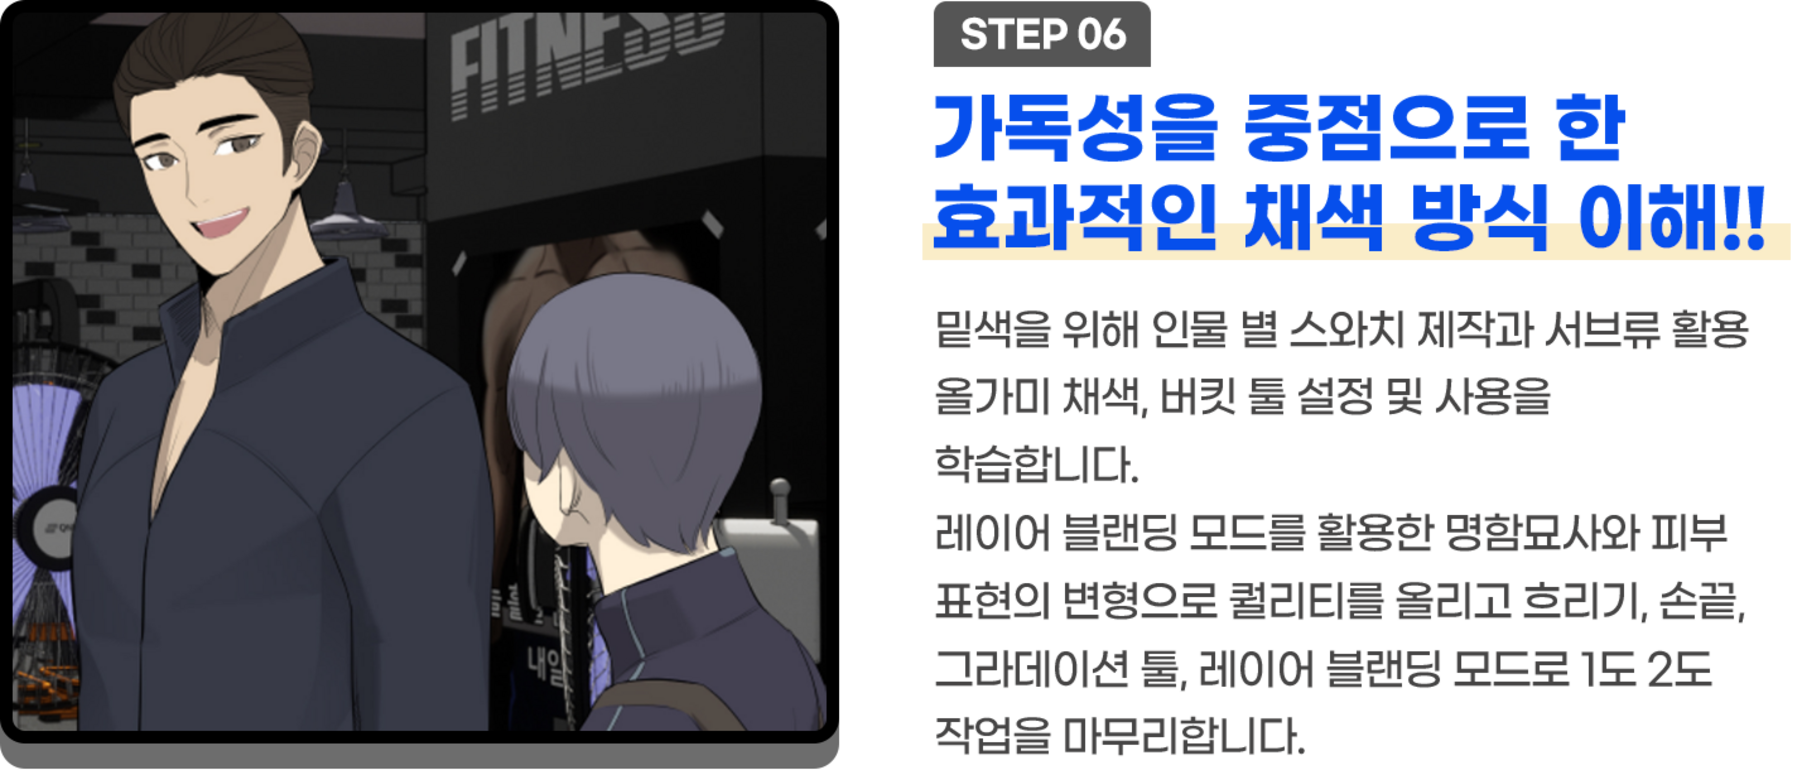 FITNESS
내일
STEP 06
가독성을 중점으로 한
효과적인 채색 방식 이해!!
밑색을 위해 인물 별 스와치 제작과 서브류 활용
올가미 채색, 버킷 툴 설정 및 사용을
학습합니다.
레이어 블랜딩 모드를 활용한 명함묘사와 피부
표현의 변형으로 퀄리티를 올리고 흐리기, 손끝,
그라데이션 툴, 레이어 블랜딩 모드로 1도 2도
작업을 마무리합니다.